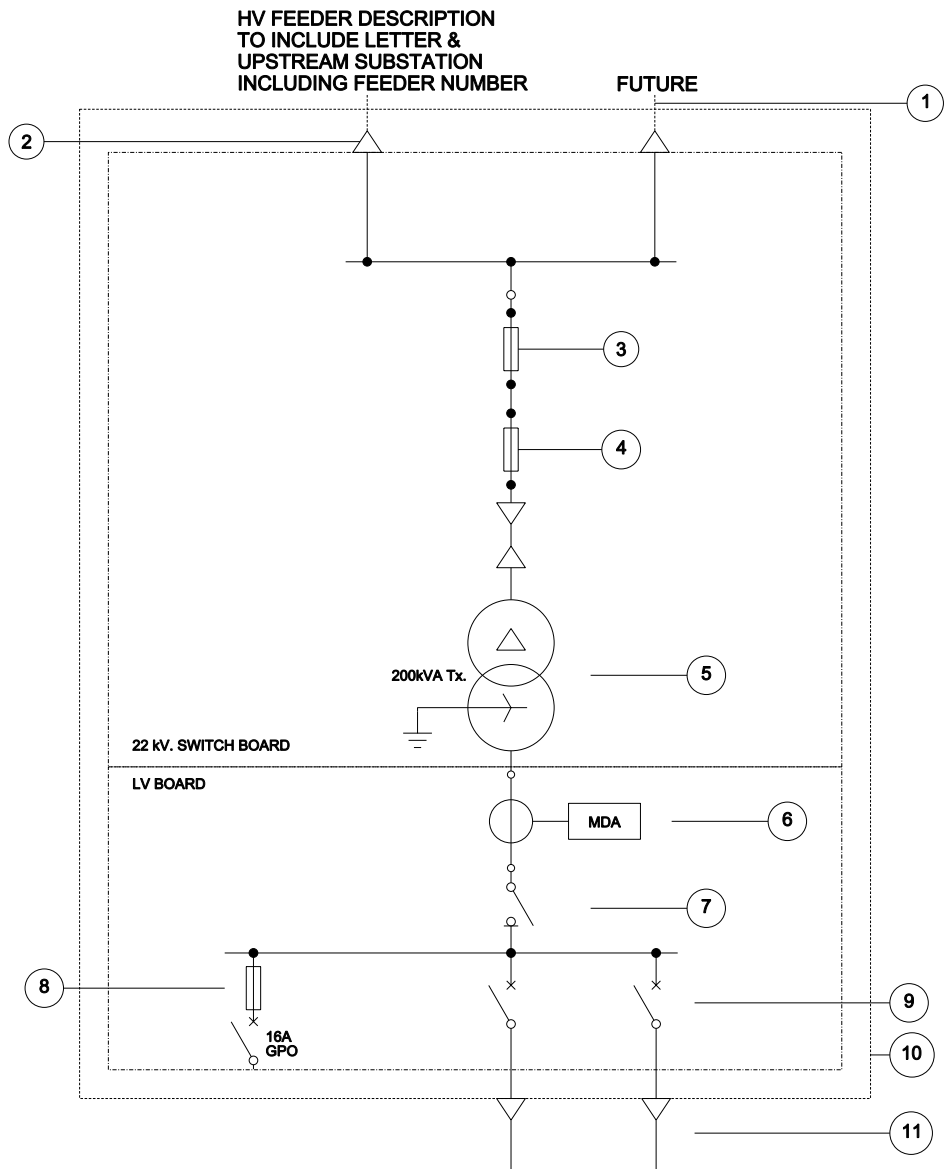 HV FEEDER DESCRIPTION
TO INCLUDE LETTER &
UPSTREAM SUBSTATION
INCLUDING FEEDER NUMBER
FUTURE
1
2
3
4
200kVA Tx.
5
22 kV. SWITCH BOARD
LV BOARD
MDA
6
7
8
16A
GPO
9
10
11